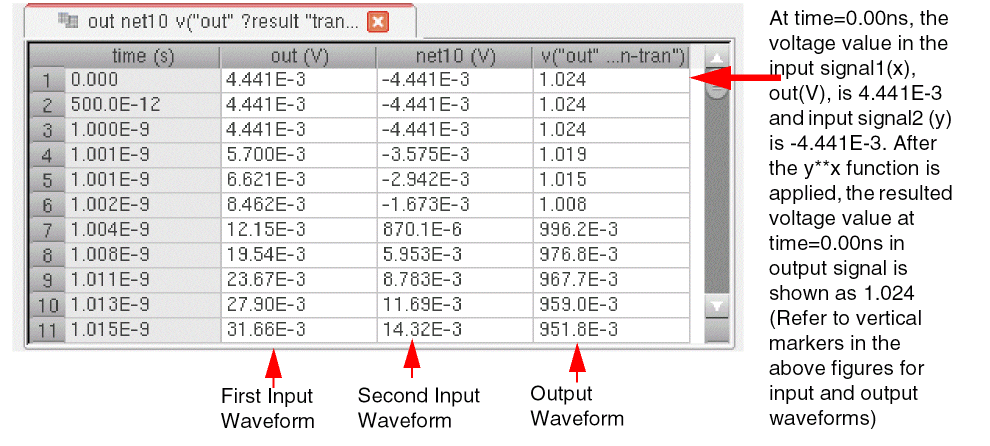 out net10 v("out" ?result "tran...
time (s) out (V) net10 (V) v("out" ...n-tran")
1 0.000 4.441E-3 -4.441E-3 1.024
2 500.0E-12 4.441E-3 -4.441E-3 1.024
3 1.000E-9 4.441E-3 -4.441E-3 1.024
4 1.001E-9 5.700E-3 -3.575E-3 1.019
5 1.001E-9 6.621E-3 -2.942E-3 1.015
6 1.002E-9 8.462E-3 -1.673E-3 1.008
7 1.004E-9 12.15E-3 870.1E-6 996.2E-3
8 1.008E-9 19.54E-3 5.953E-3 976.8E-3
9 1.011E-9 23.67E-3 8.783E-3 967.7E-3
10 1.013E-9 27.90E-3 11.69E-3 959.0E-3
11 1.015E-9 31.66E-3 14.32E-3 951.8E-3
First Input
Waveform
Second Input
Waveform
Output
Waveform
At time=0.00ns, the
voltage value in the
input signal1(x),
out(V), is 4.441E-3
and input signal2 (y)
is -4.441E-3. After
the y**x function is
applied, the resulted
voltage value at
time=0.00ns in
output signal is
shown as 1.024
(Refer to vertical
markers in the
above figures for
input and output
waveforms)